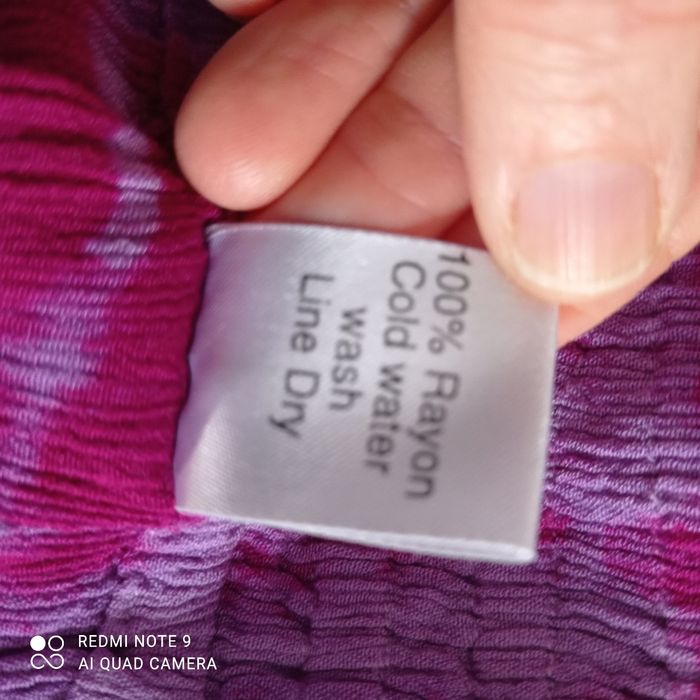 100% Rayon
Cold water
wash
Line Dry
REDMI NOTE 9
AI QUAD CAMERA